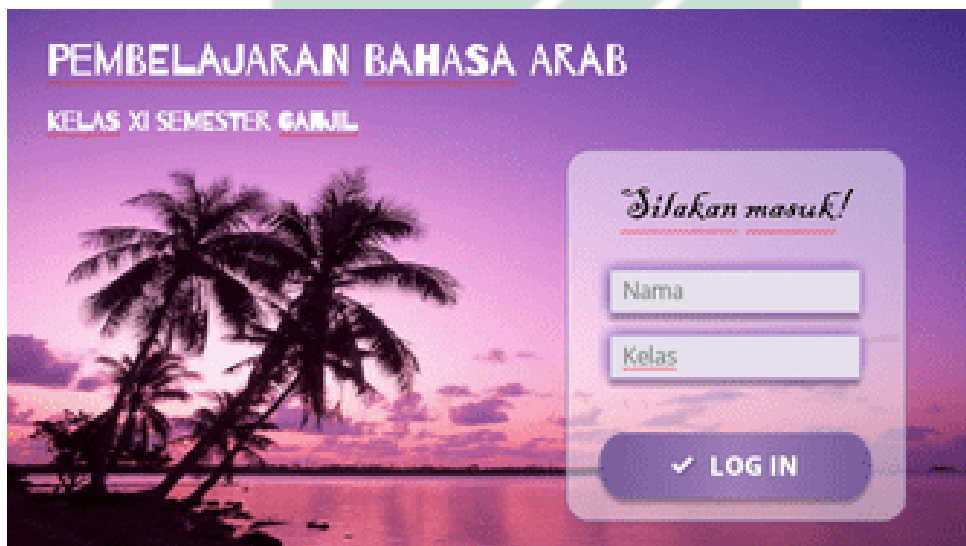 PEMBELAJARAN BAHASA ARAB
KELAS XI SEMESTER GANJIL
Silakan masuk!
Nama
Kelas
✓ LOG IN